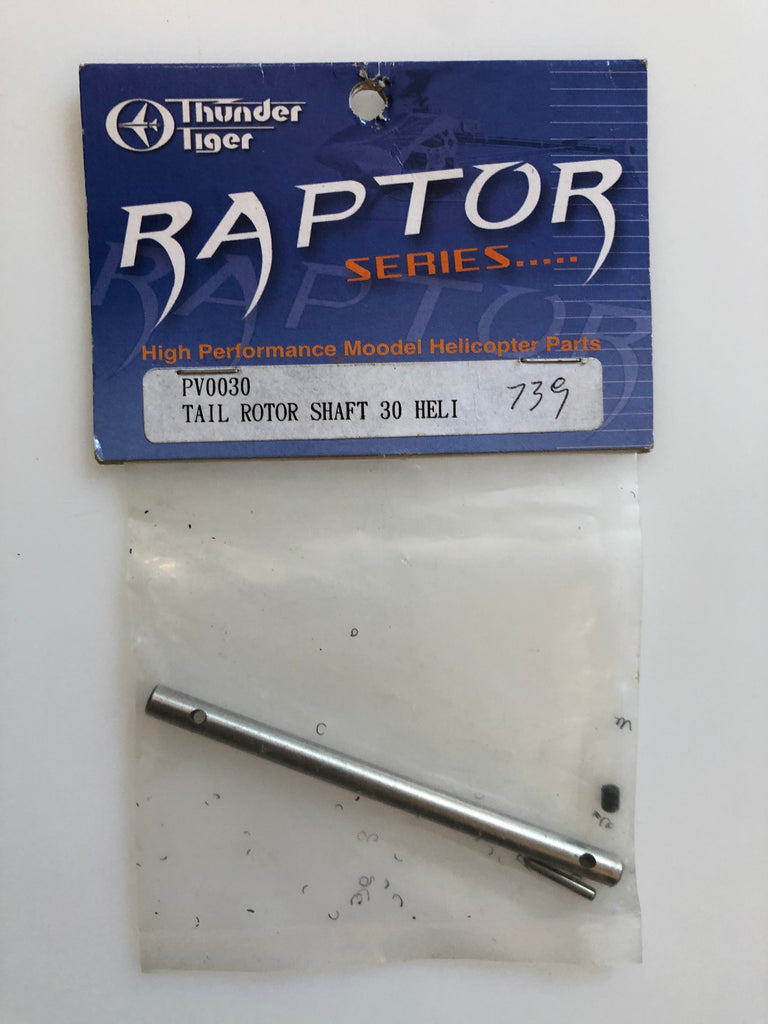 Thunder
Tiger
RAPTOR
SERIES.....
High Performance Moodel Helicopter Parts
PV0030
TAIL ROTOR SHAFT 30 HELI
739